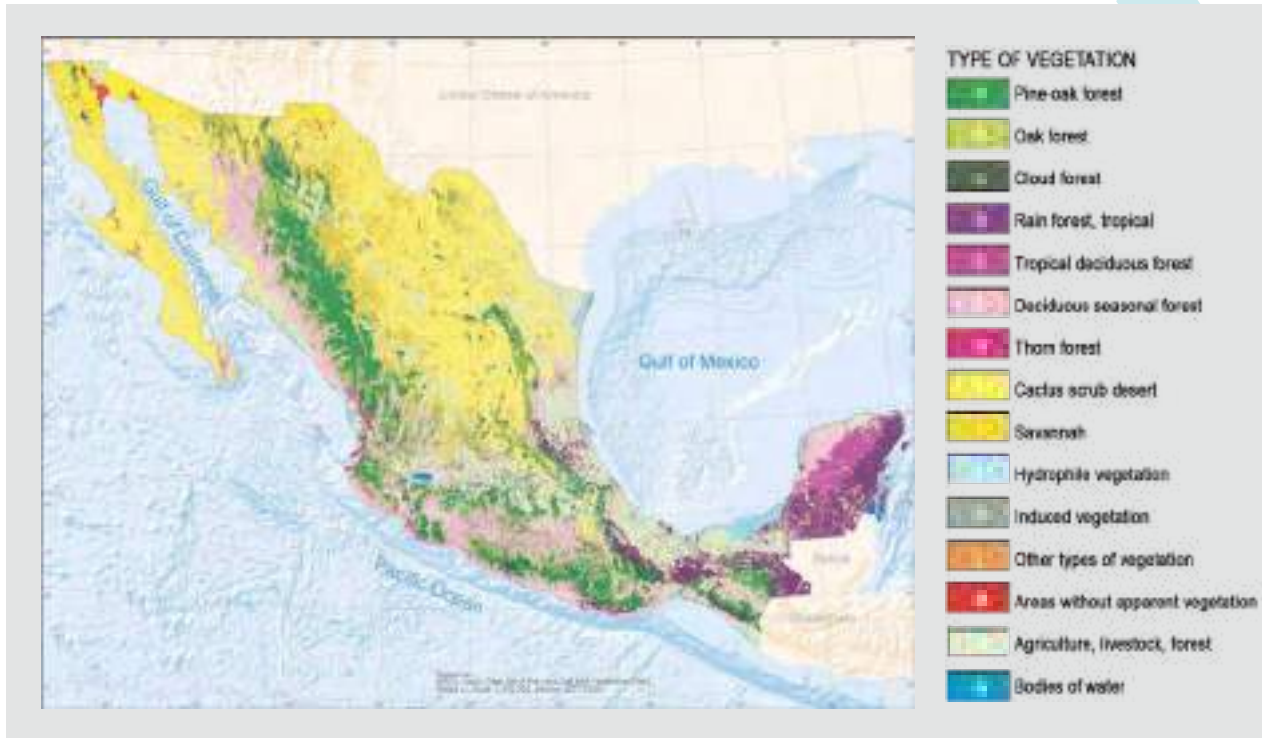 United States of America
Gulf of California
Gulf of Mexico
Pacific Ocean
TYPE OF VEGETATION
Pine-oak forest
Oak forest
Cloud forest
Rain forest, tropical
Tropical deciduous forest
Deciduous seasonal forest
Thorn forest
Cactus scrub desert
Savannah
Hydrophile vegetation
Induced vegetation
Other types of vegetation
Areas without apparent vegetation
Agriculture, livestock, forest
Bodies of water